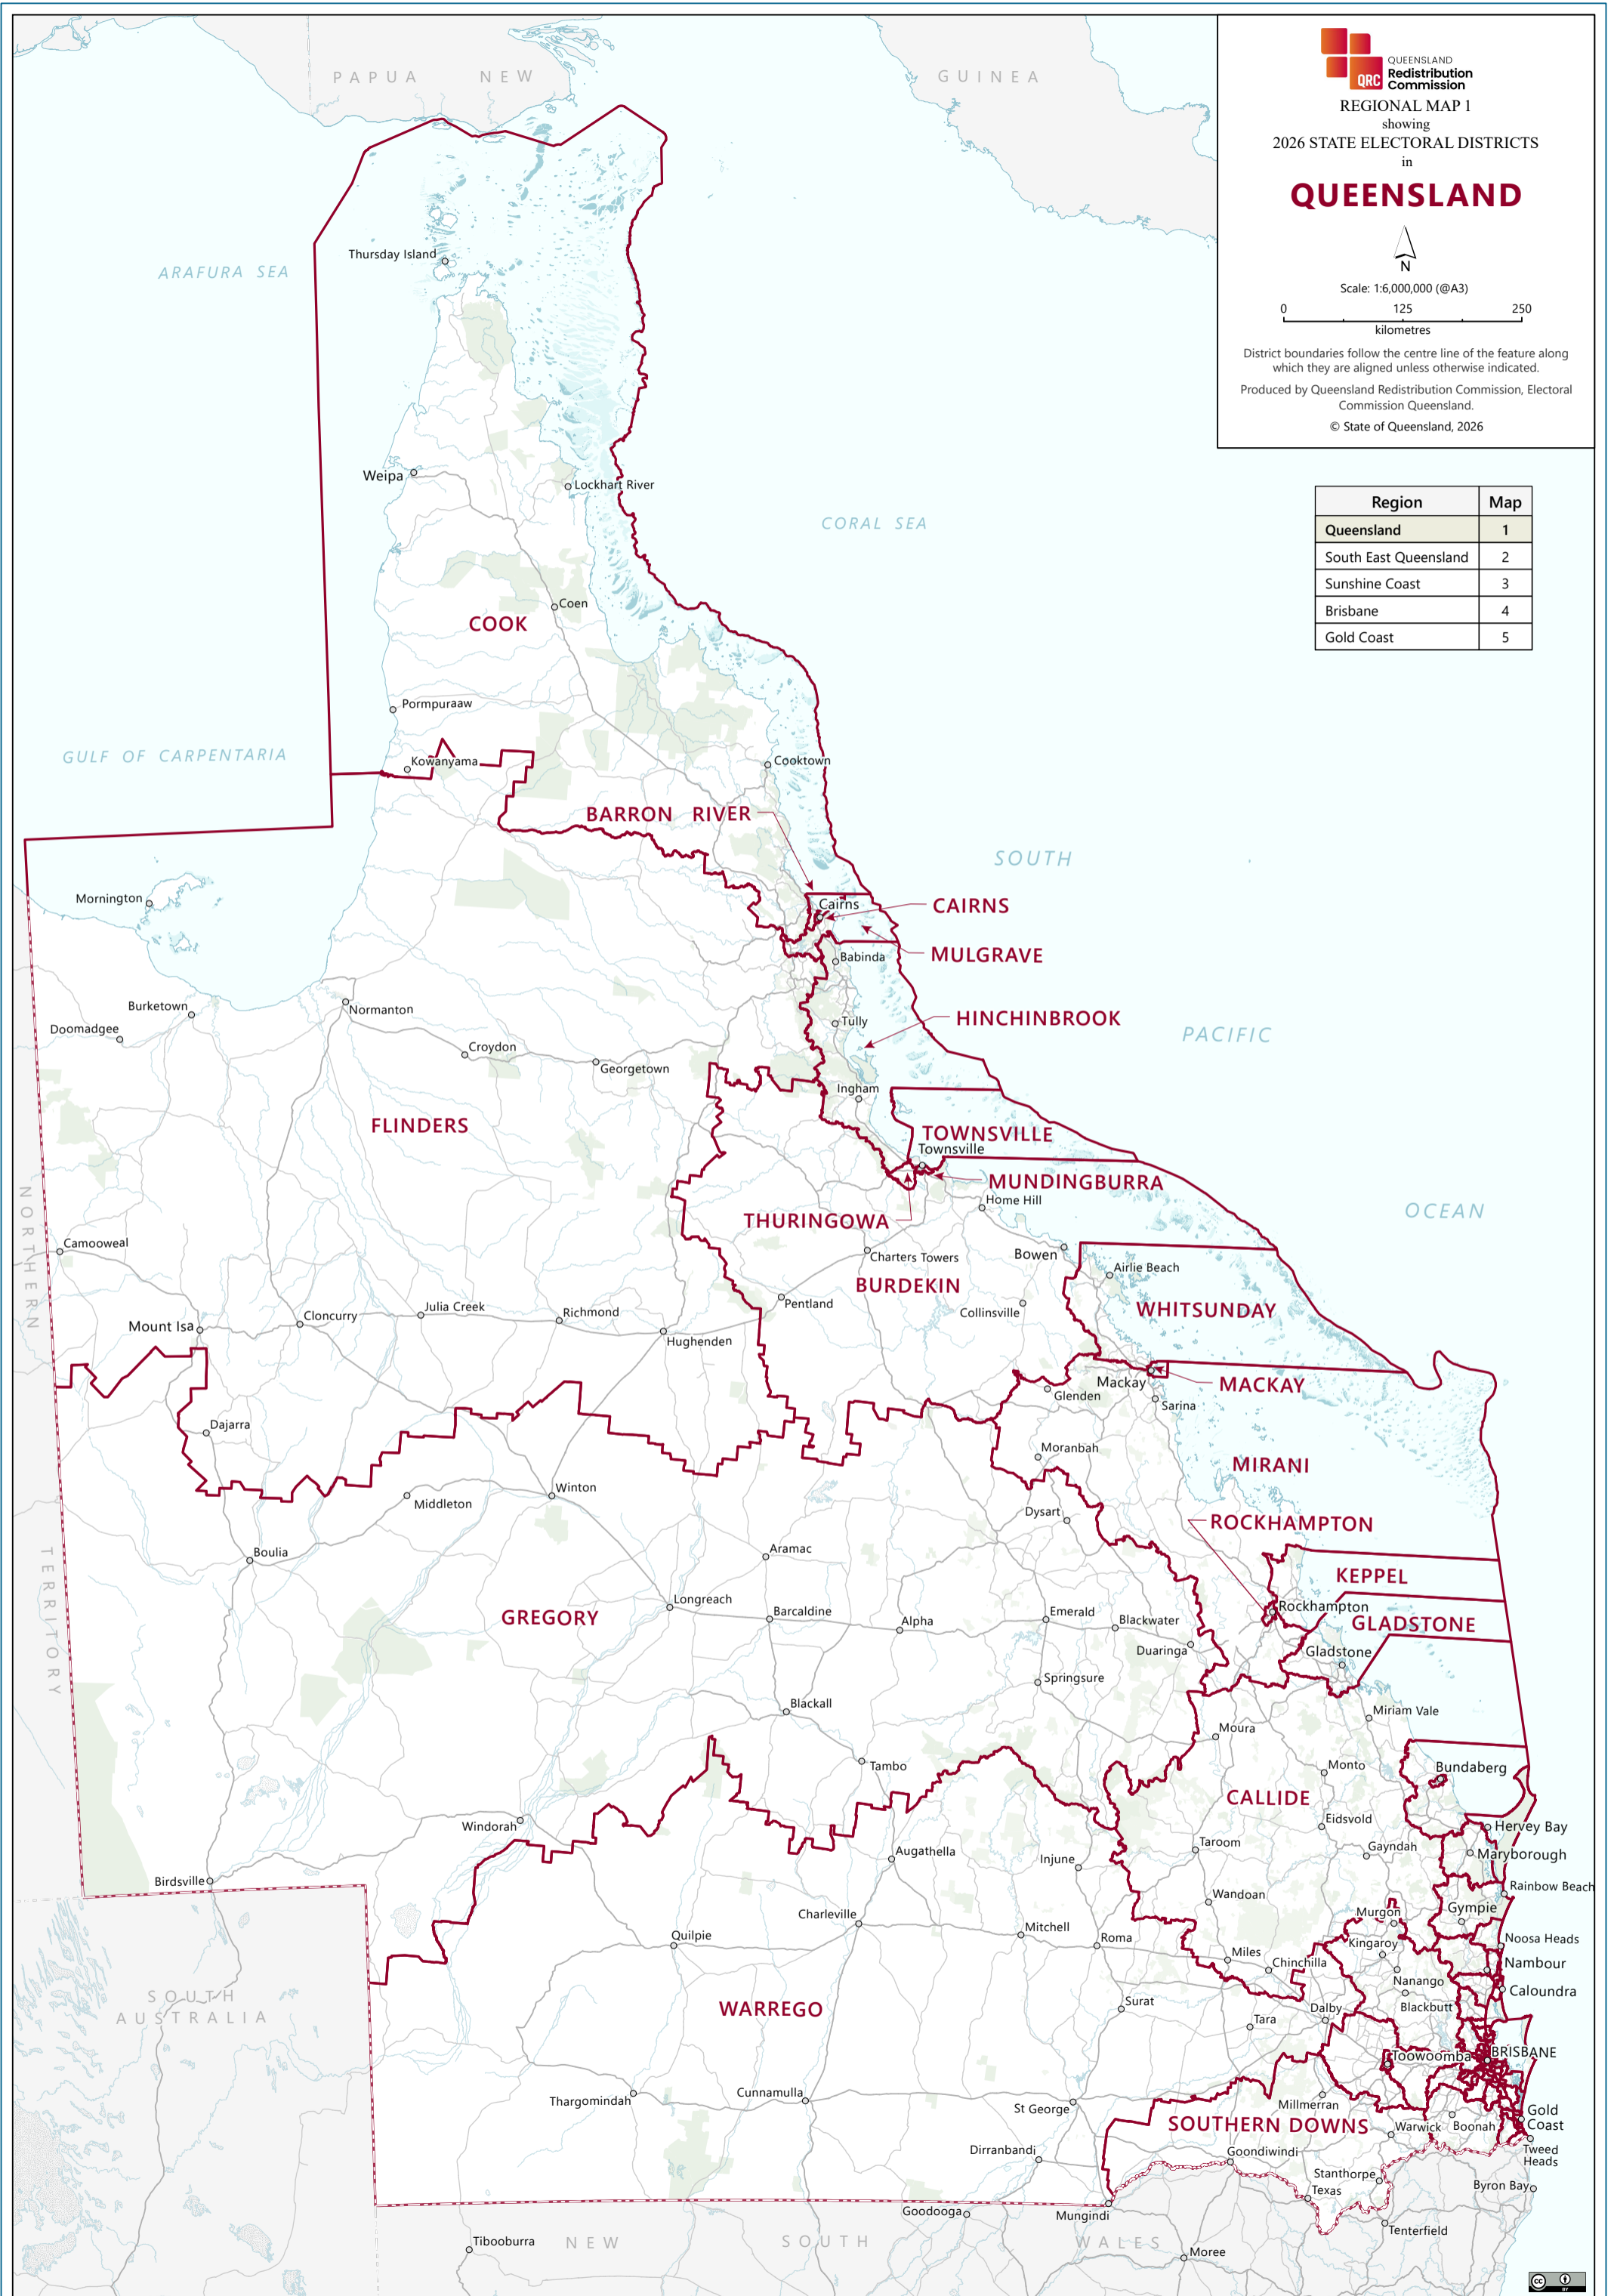 PAPUA NEW
GUINEA
QRC
QUEENSLAND
Redistribution
Commission
REGIONAL MAP 1
showing
2026 STATE ELECTORAL DISTRICTS
in
QUEENSLAND
N
Scale: 1:6,000,000 (@A3)
0 125 250
kilometres
District boundaries follow the centre line of the feature along
which they are aligned unless otherwise indicated.
Produced by Queensland Redistribution Commission, Electoral
Commission Queensland.
© State of Queensland, 2026
Region Map
Queensland 1
South East Queensland 2
Sunshine Coast 3
Brisbane 4
Gold Coast 5
Thursday Island
ARAFURA SEA
Weipa
Lockhart River
CORAL SEA
Coen
COOK
Pormpuraaw
GULF OF CARPENTARIA
Kowanyama
Cooktown
BARRON RIVER
SOUTH
Mornington
Cairns
CAIRNS
MULGRAVE
Babinda
Burketown
Normanton
HINCHINBROOK
Tully
Doomadgee
PACIFIC
Croydon
Georgetown
Ingham
FLINDERS
TOWNSVILLE
Townsville
MUNDINGBURRA
Home Hill
THURINGOWA
OCEAN
NORTHERN
Camooweal
Charters Towers
Bowen
Airlie Beach
BURDEKIN
Pentland
Collinsville
WHITSUNDAY
Julia Creek
Richmond
Cloncurry
Mount Isa
Hughenden
Mackay
MACKAY
Glenden
Sarina
Dajarra
Moranbah
MIRANI
Winton
Middleton
Dysart
ROCKHAMPTON
TERRITORY
Boulia
Aramac
KEPPEL
Longreach
Rockhampton
GREGORY
Barcaldine
Alpha
Emerald
Blackwater
GLADSTONE
Duaringa
Gladstone
Springsure
Blackall
Miriam Vale
Moura
Tambo
Monto
Bundaberg
CALLIDE
Windorah
Eidsvold
Hervey Bay
Augathella
Injune
Taroom
Gayndah
Maryborough
Birdsville
Rainbow Beach
Wandoan
Charleville
Murgon
Gympie
Quilpie
Mitchell
Roma
Kingaroy
Noosa Heads
Miles
Chinchilla
Nambour
Nanango
SOUTH
AUSTRALIA
Caloundra
WARREGO
Surat
Dalby
Blackbutt
Tara
Toowoomba
BRISBANE
Thargomindah
Cunnamulla
St George
Millmerran
Gold
Coast
SOUTHERN DOWNS
Warwick
Boonah
Dirranbandi
Goondiwindi
Tweed
Heads
Stanthorpe
Texas
Byron Bay
Goodooga
Mungindi
Tibooburra
NEW SOUTH WALES
Tenterfield
Moree
CC
BY